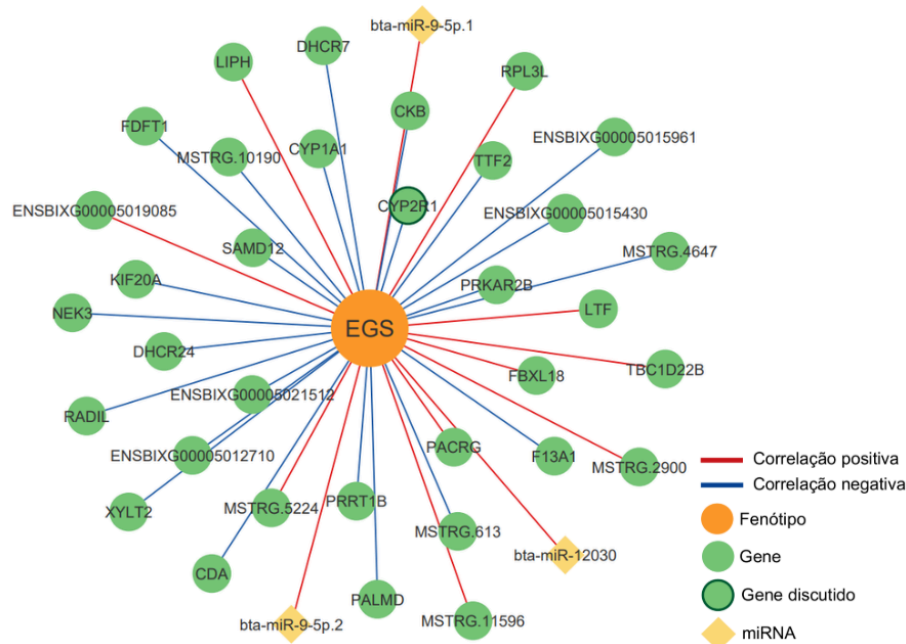 bta-miR-9-5p.1
DHCR7
LIPH
RPL3L
CKB
FDFT1
ENSBIXG00005015961
CYP1A1
MSTRG.10190
TTF2
CYP2R1
ENSBIXG00005019085
ENSBIXG00005015430
SAMD12
MSTRG.4647
KIF20A
PRKAR2B
NEK3
LTF
EGS
DHCR24
TBC1D22B
FBXL18
ENSBIXG00005021512
RADIL
PACRG
ENSBIXG00005012710
F13A1
MSTRG.2900
Correlação positiva
Correlação negativa
MSTRG.5224
PRRT1B
XYLT2
Fenótipo
MSTRG.613
bta-miR-12030
Gene
CDA
PALMD
Gene discutido
MSTRG.11596
bta-miR-9-5p.2
miRNA